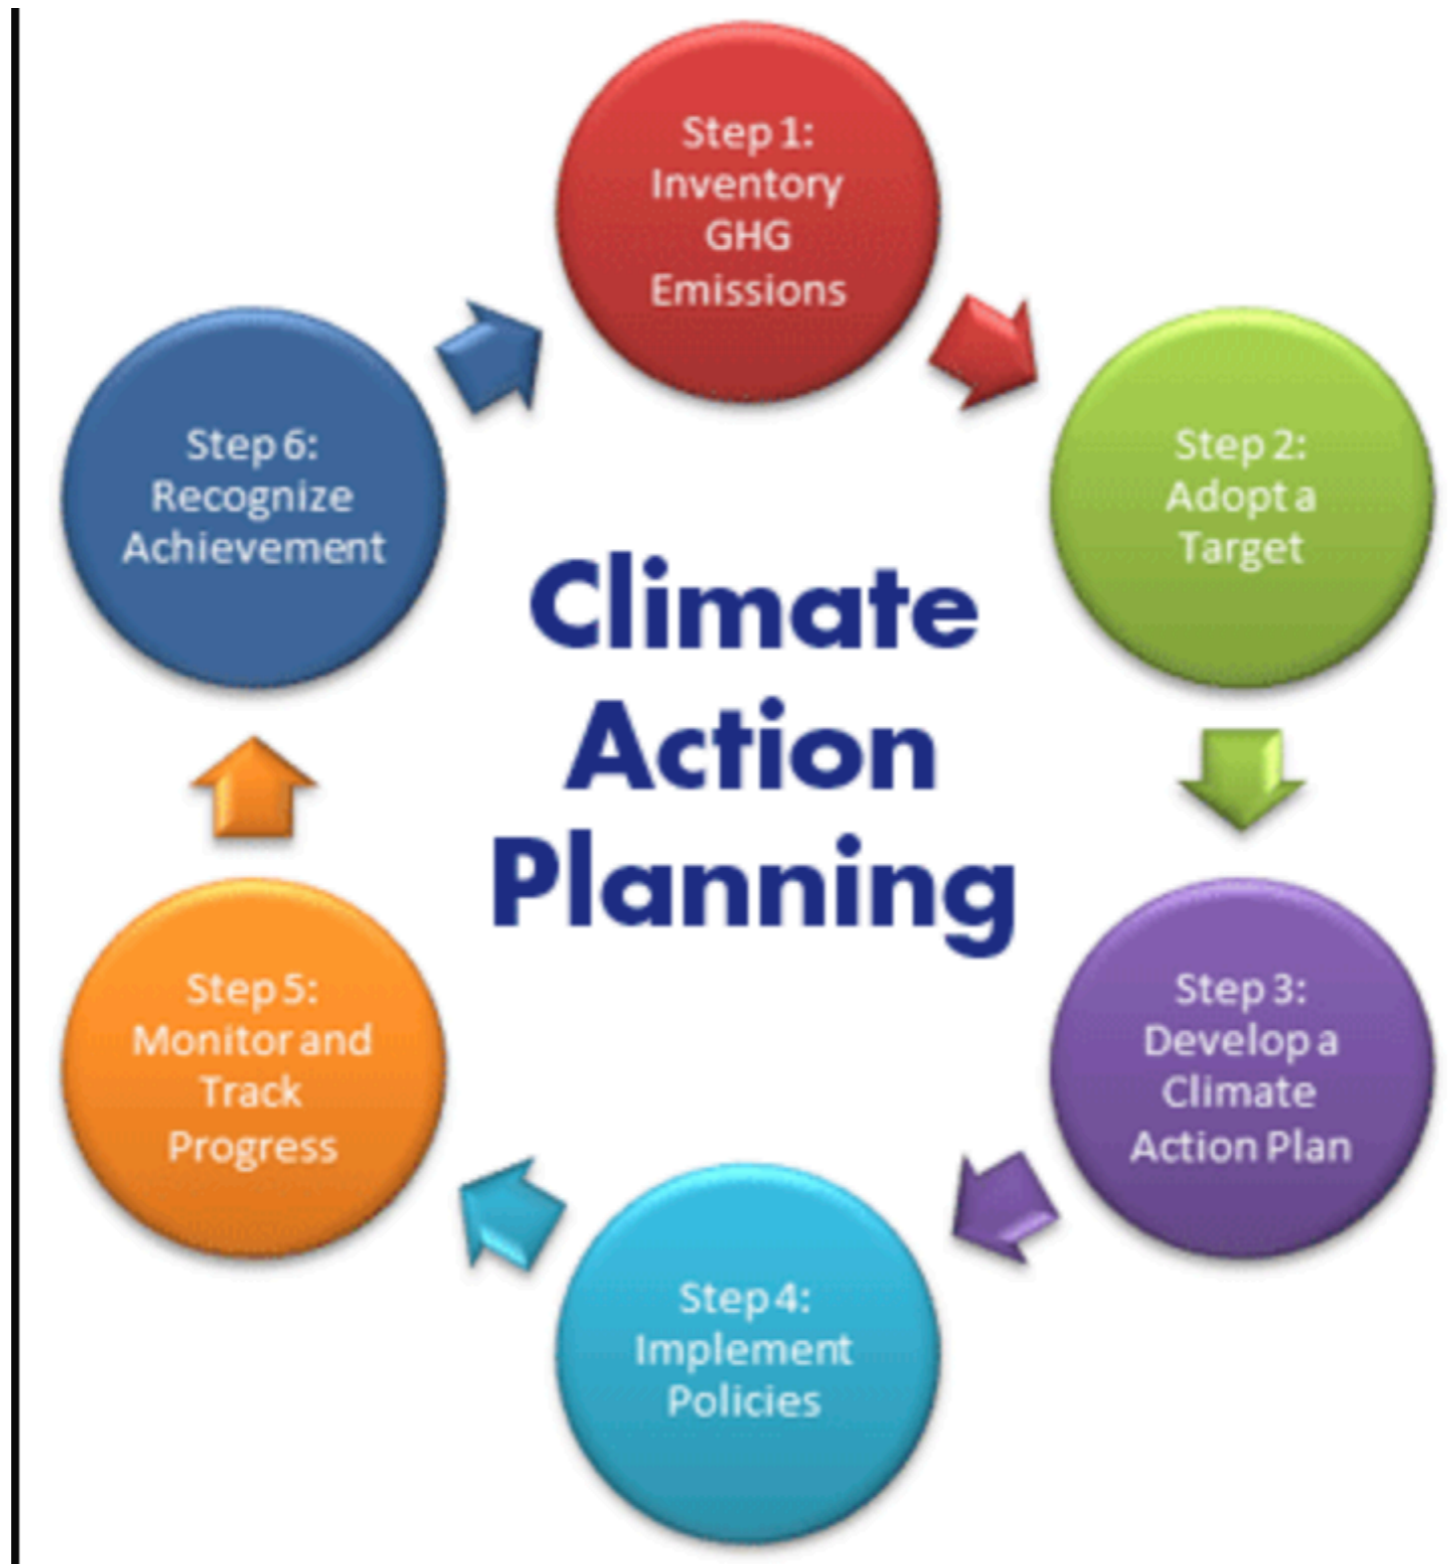 Step 1:
Inventory
GHG
Emissions
Step 2:
Adopt a
Target
Step 3:
Develop a
Climate
Action Plan
Step 4:
Implement
Policies
Step 5:
Monitor and
Track
Progress
Step 6:
Recognize
Achievement
Climate
Action
Planning